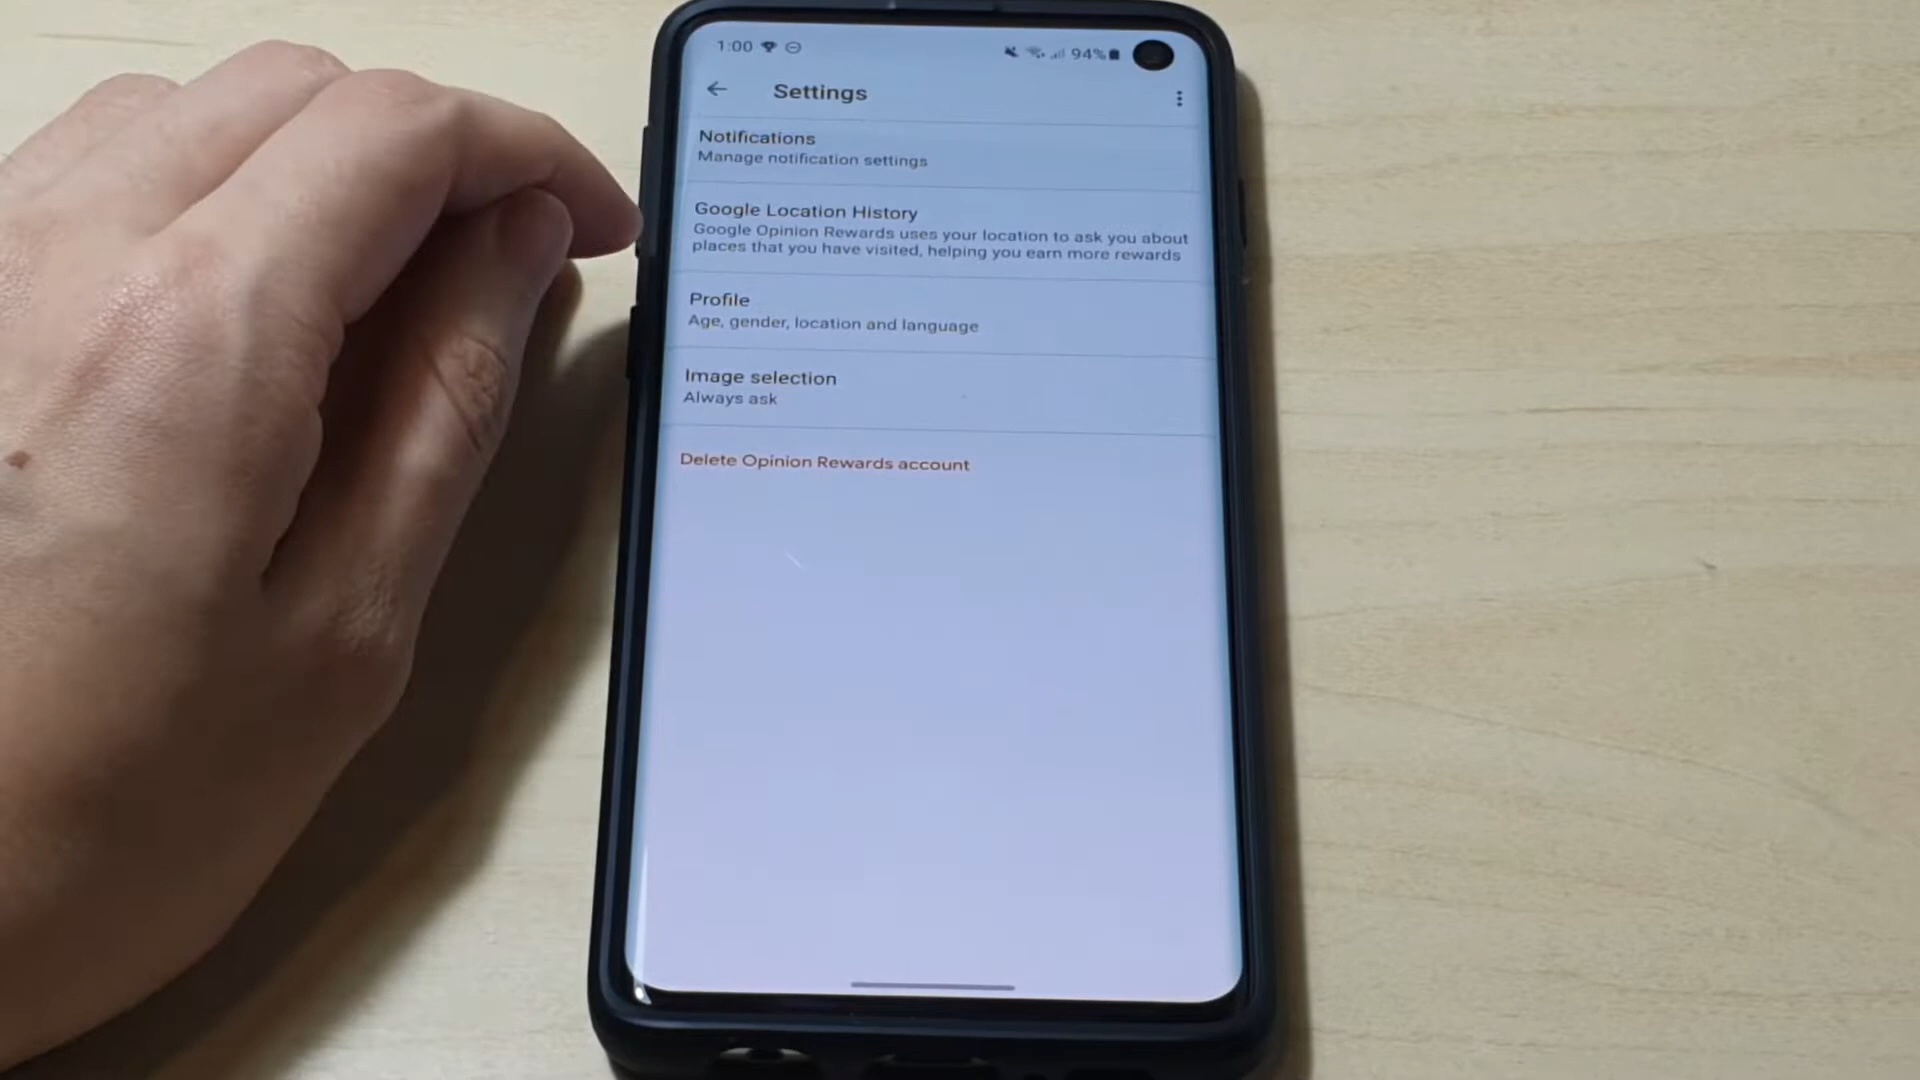 1:00 94%
Settings
Notifications
Manage notification settings
Google Location History
Google Opinion Rewards uses your location to ask you about
places that you have visited, helping you earn more rewards
Profile
Age, gender, location and language
Image selection
Always ask
Delete Opinion Rewards account